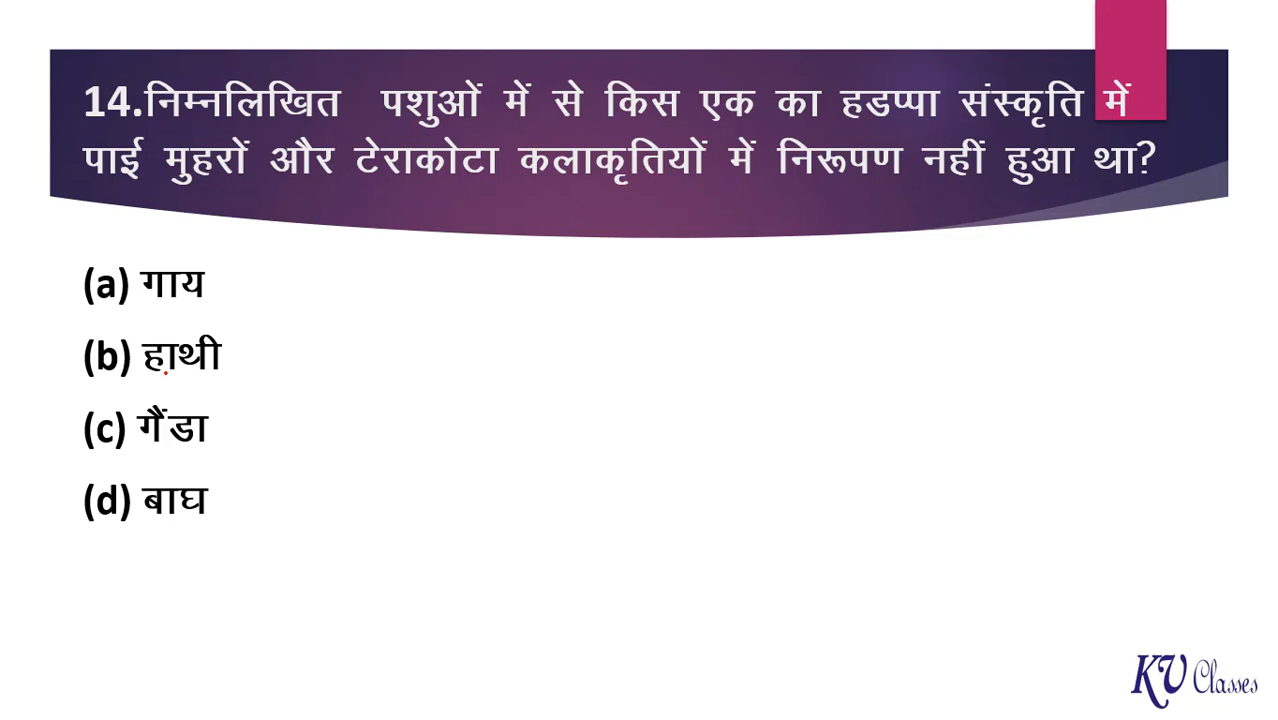 14.निम्नलिखित पशुओं में से किस एक का हडप्पा संस्कृति में
पाई मुहरों और टेराकोटा कलाकृतियों में निरूपण नहीं हुआ था?
(a) गाय
(b) हाथी
(c) गैंडा
(d) बाघ
KV Classes